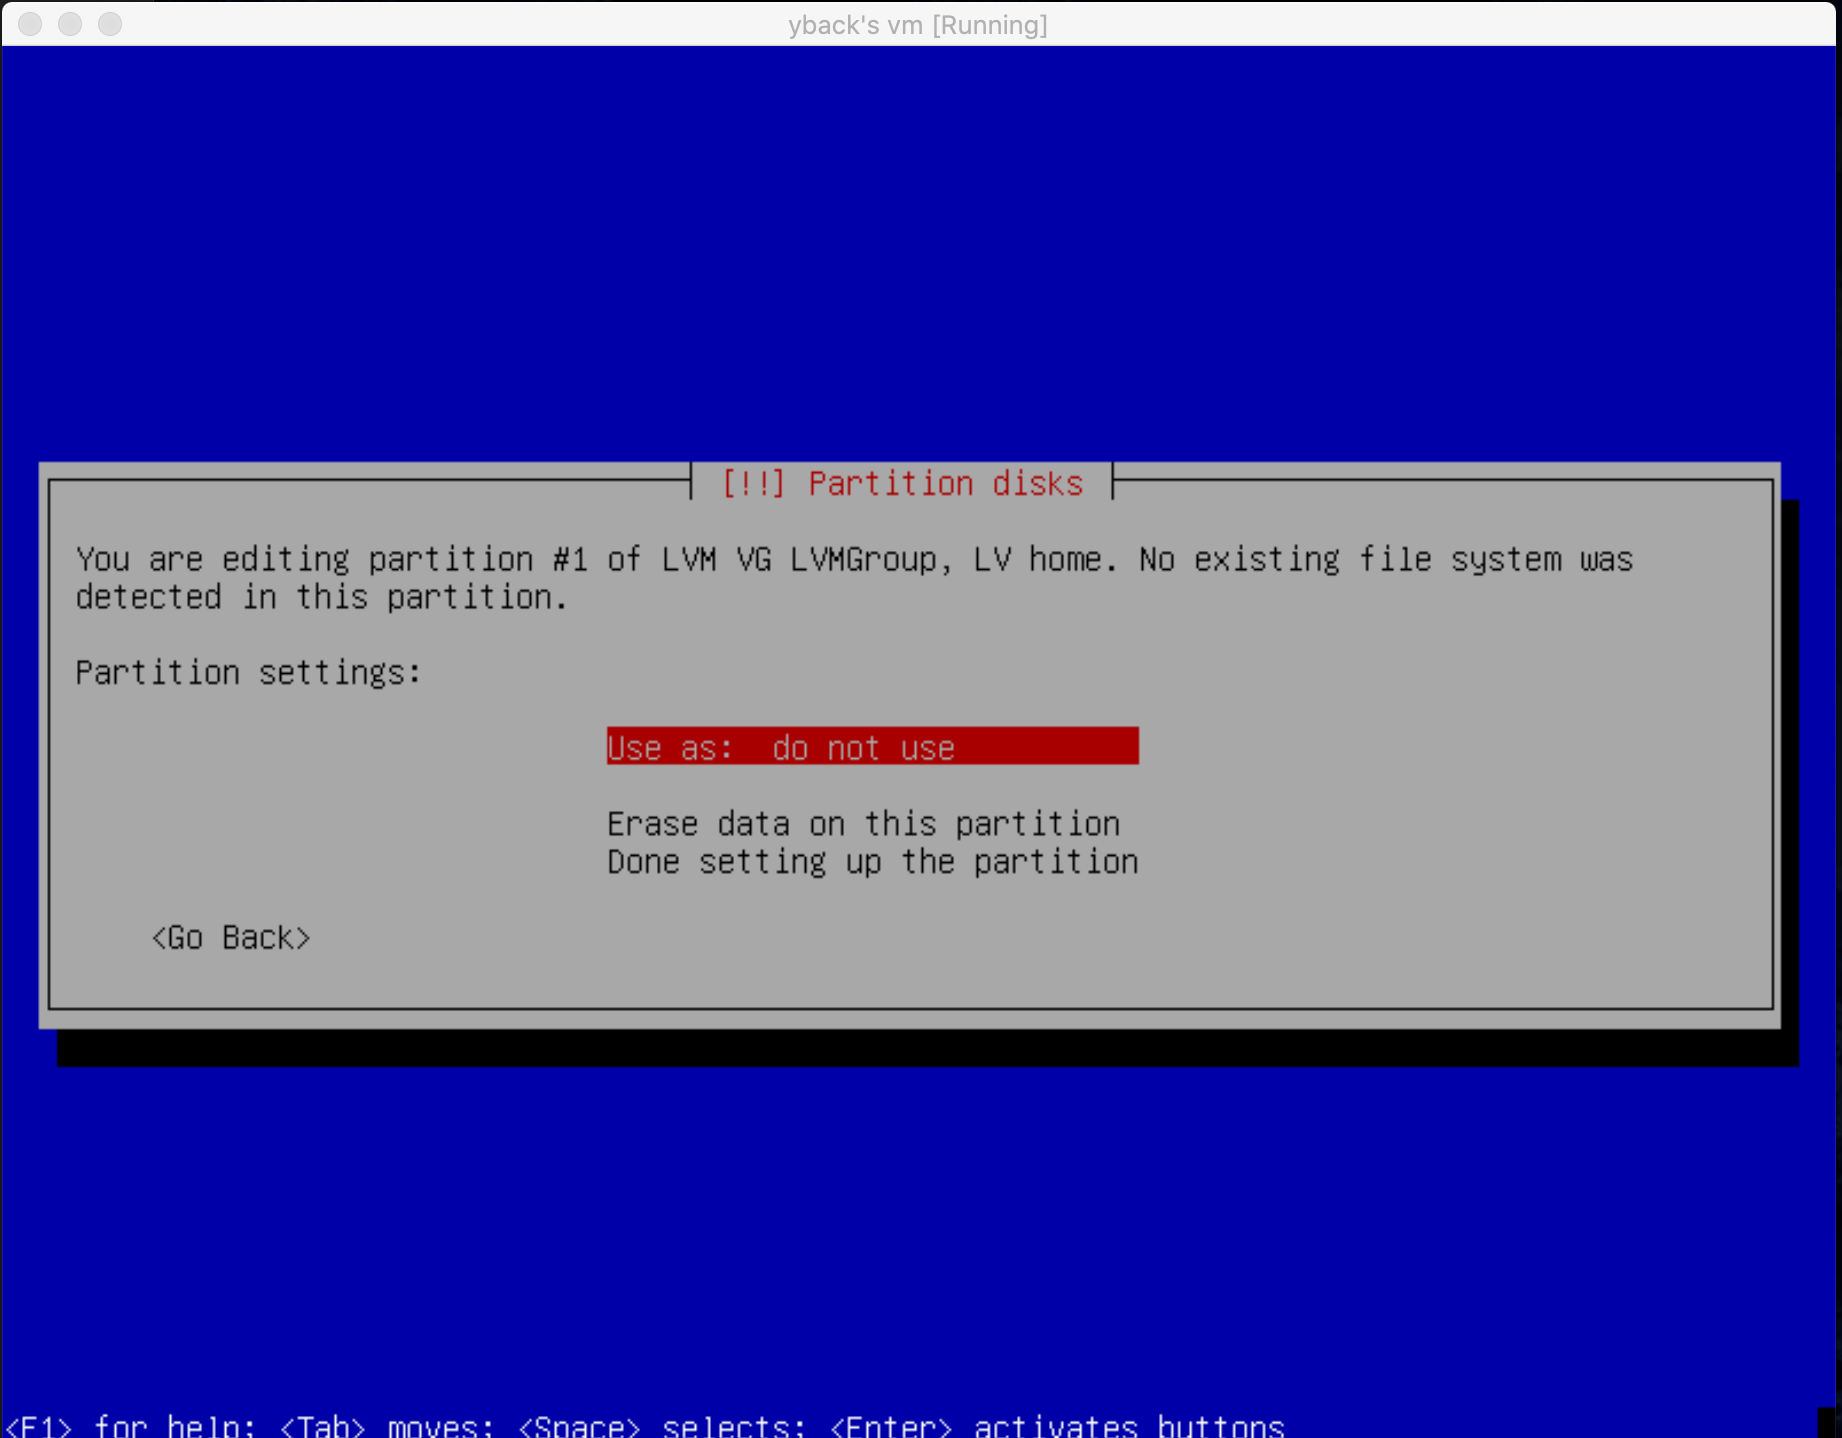 yback's vm [Running]
[!!] Partition disks
You are editing partition #1 of LVM VG LVMGroup, LV home. No existing file system was
detected in this partition.
Partition settings:
Use as:  do not use
Erase data on this partition
Done setting up the partition
<Go Back>
<F1> for help; <Tab> moves; <Space> selects; <Enter> activates buttons